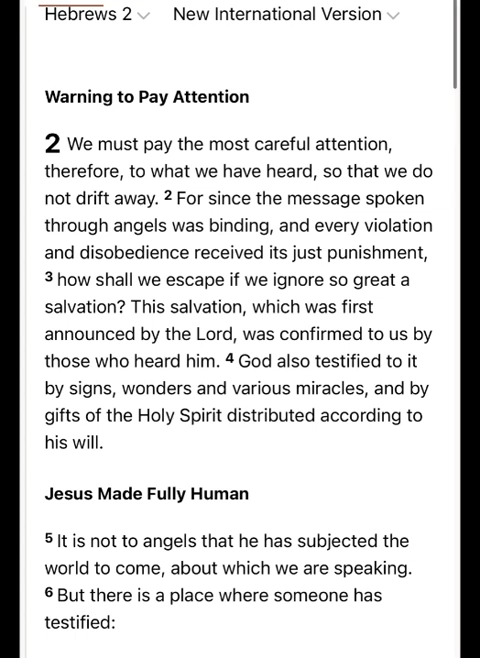 Hebrews 2 New International Version
Warning to Pay Attention
2 We must pay the most careful attention,
therefore, to what we have heard, so that we do
not drift away. 2 For since the message spoken
through angels was binding, and every violation
and disobedience received its just punishment,
3 how shall we escape if we ignore so great a
salvation? This salvation, which was first
announced by the Lord, was confirmed to us by
those who heard him. 4 God also testified to it
by signs, wonders and various miracles, and by
gifts of the Holy Spirit distributed according to
his will.
Jesus Made Fully Human
5 It is not to angels that he has subjected the
world to come, about which we are speaking.
6 But there is a place where someone has
testified: